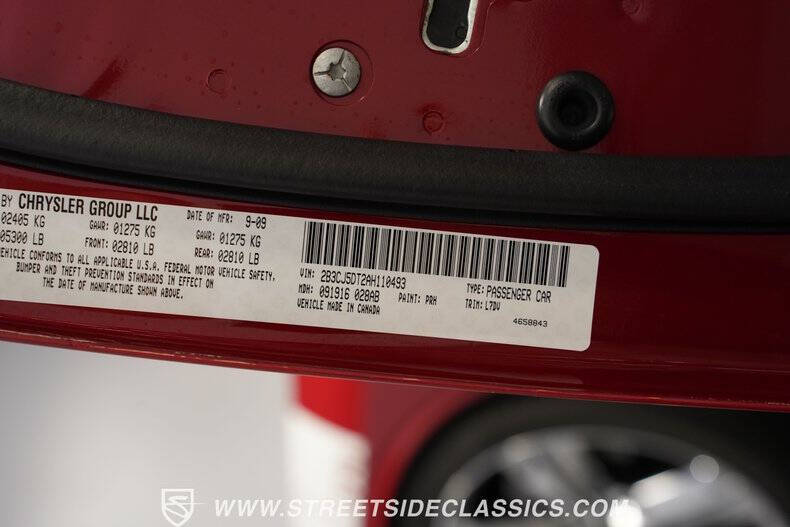 BY CHRYSLER GROUP LLC DATE OF MFR: 9-09
02405 KG GAWR: 01275 KG GAWR: 01275 KG
05300 LB FRONT: 02810 LB REAR: 02810 LB
VEHICLE CONFORMS TO ALL APPLICABLE U.S.A. FEDERAL MOTOR VEHICLE SAFETY,
BUMPER AND THEFT PREVENTION STANDARDS IN EFFECT ON
THE DATE OF MANUFACTURE SHOWN ABOVE.
VIN: 2B3CJ5DT2AH110493 TYPE: PASSENGER CAR
MDH: 091916 028AB PAINT: PRH TRIM: L7DV
VEHICLE MADE IN CANADA
4658843
WWW.STREETSIDECLASSICS.COM